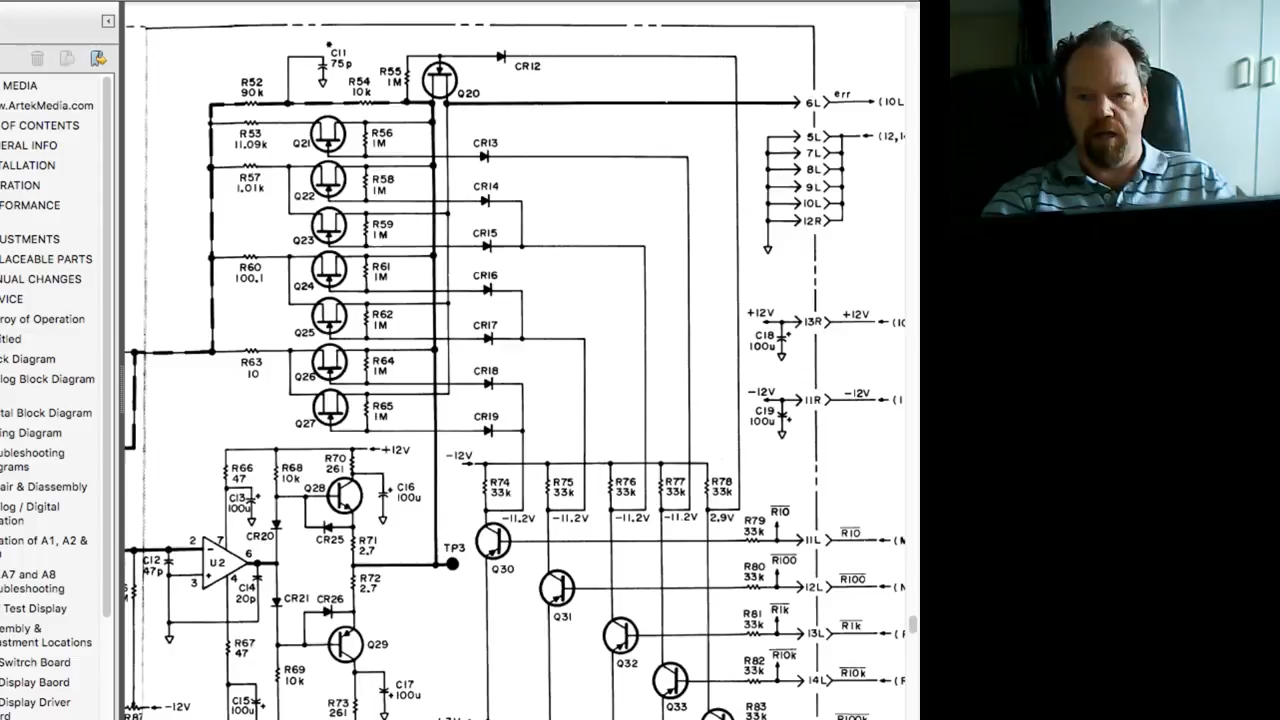 MEDIA
w.ArtekMedia.com
OF CONTENTS
IERAL INFO
TALLATION
RATION
FORMANCE
USTMENTS
LACEABLE PARTS
NUAL CHANGES
VICE
roy of Operation
itled
ck Diagram
log Block Diagram
tal Block Diagram
ing Diagram
ubleshooting
grams
air & Disassembly
log / Digital
ation
ation of A1, A2 &
A7 and A8
ubleshooting
Test Display
embly &
ustment Locations
Switch Board
Display Baord
Display Driver
*
C11
75p
R52
90k
R54
10k
R55
1M
Q20
CR12
R53
11.09k
Q21
R56
1M
CR13
R57
1.01k
Q22
R58
1M
CR14
Q23
R59
1M
CR15
R60
100.1
Q24
R61
1M
CR16
Q25
R62
1M
CR17
R63
10
Q26
R64
1M
CR18
Q27
R65
1M
CR19
6L
err
(10L
5L
(12,1
7L
8L
9L
10L
12R
+12V
13R
+12V
C18
100u
-12V
11R
-12V
C19
100u
+12V
R66
47
R68
10k
R70
261
Q28
C16
100u
C13
100u
CR20
CR25
R71
2.7
TP3
C12
47p
2
7
U2
6
3
4
C14
20p
R72
2.7
CR21
CR26
Q29
R67
47
R69
10k
C17
100u
C15
100u
R73
261
-12V
R87
-12V
R74
33k
R75
33k
R76
33k
R77
33k
R78
33k
-11.2V
-11.2V
-11.2V
-11.2V
2.9V
Q30
Q31
Q32
Q33
R79
33k
R10
11L
R10
R80
33k
R100
12L
R100
R81
33k
R1k
13L
R1k
R82
33k
R10k
14L
R10k
R83